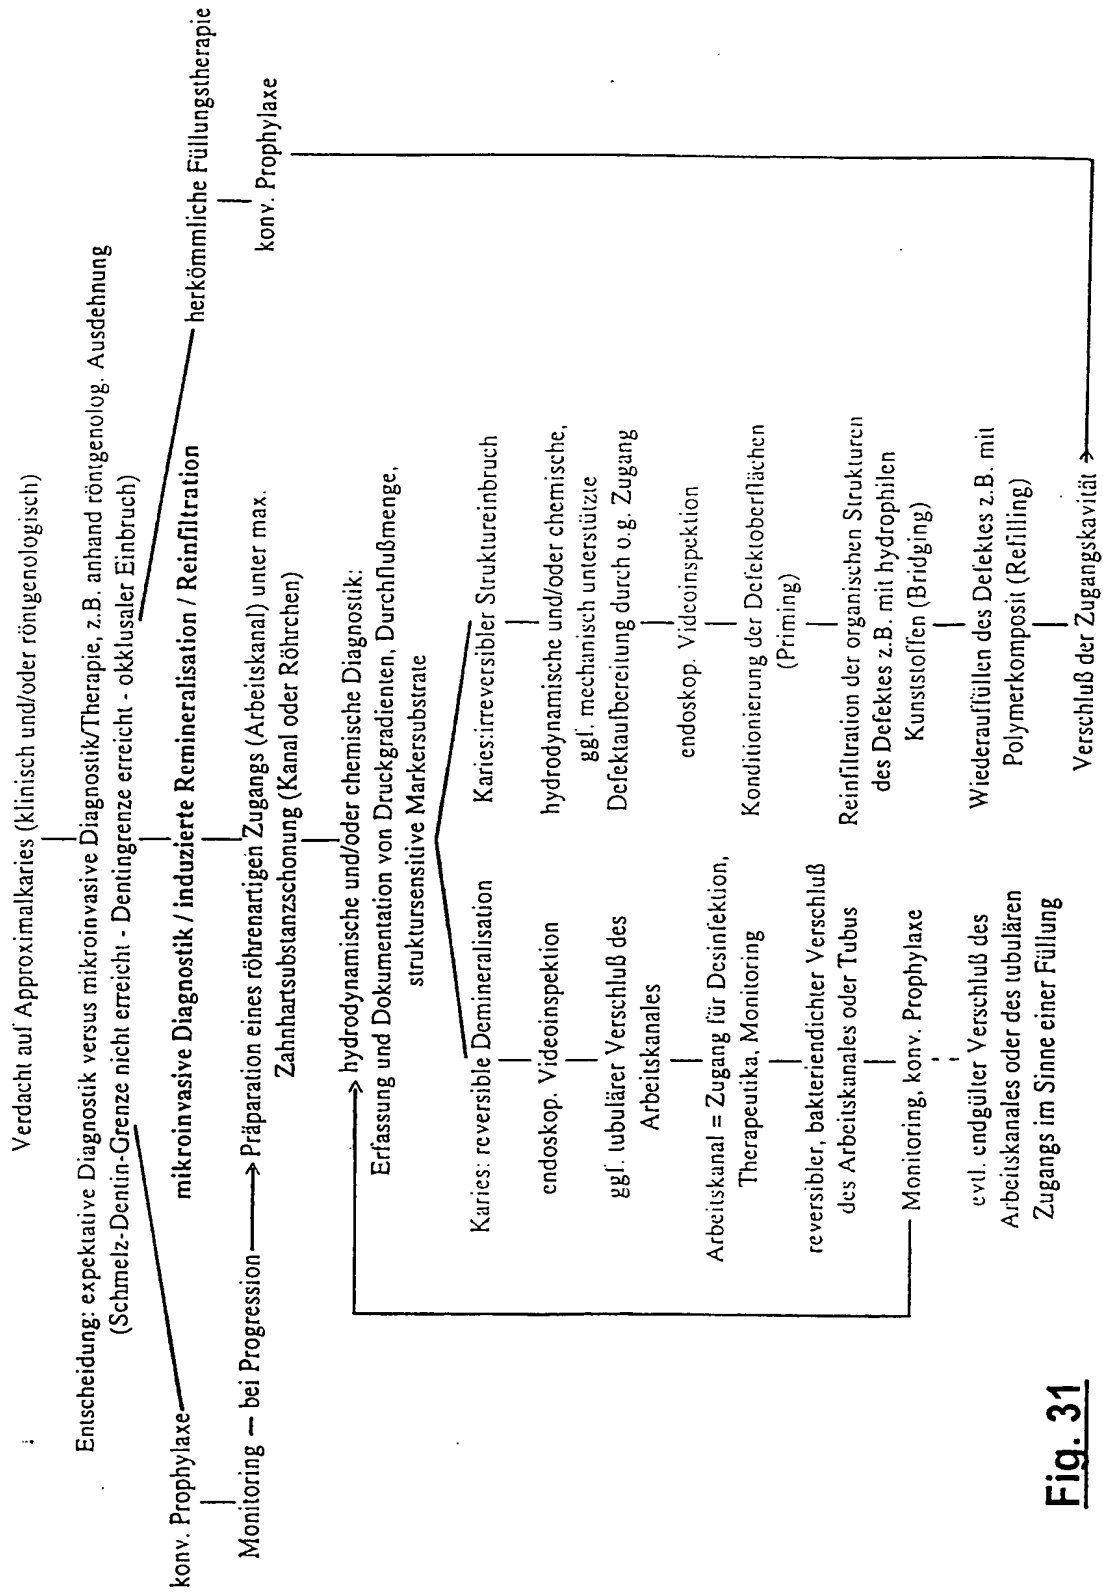 Verdacht auf Approximalkaries (klinisch und/oder röntgenologisch)
Entscheidung: expektative Diagnostik versus mikroinvasive Diagnostik/Therapie, z.B. anhand röntgenolog. Ausdehnung
(Schmelz-Dentin-Grenze nicht erreicht - Dentingrenze erreicht - okklusaler Einbruch)
konv. Prophylaxe
mikroinvasive Diagnostik / induzierte Remineralisation / Reinfiltration
herkömmliche Füllungstherapie
Monitoring — bei Progression
Präparation eines röhrenartigen Zugangs (Arbeitskanal) unter max.
Zahnhartsubstanzschonung (Kanal oder Röhrchen)
konv. Prophylaxe
hydrodynamische und/oder chemische Diagnostik:
Erfassung und Dokumentation von Druckgradienten, Durchflußmenge,
struktursensitive Markersubstrate
Karies: reversible Demineralisation
endoskop. Videoinspektion
ggf. tubulärer Verschluß des
Arbeitskanales
Arbeitskanal = Zugang für Desinfektion,
Therapeutika, Monitoring
reversibler, bakteriendichter Verschluß
des Arbeitskanales oder Tubus
Monitoring, konv. Prophylaxe
evtl. endgülter Verschluß des
Arbeitskanales oder des tubulären
Zugangs im Sinne einer Füllung
Karies:irreversibler Struktureinbruch
hydrodynamische und/oder chemische,
ggf. mechanisch unterstützte
Defektaufbereitung durch o.g. Zugang
endoskop. Videoinspektion
Konditionierung der Defektoberflächen
(Priming)
Reinfiltration der organischen Strukturen
des Defektes z.B. mit hydrophilen
Kunststoffen (Bridging)
Wiederauffüllen des Defektes z.B. mit
Polymerkomposit (Refilling)
Verschluß der Zugangskavität
Fig. 31